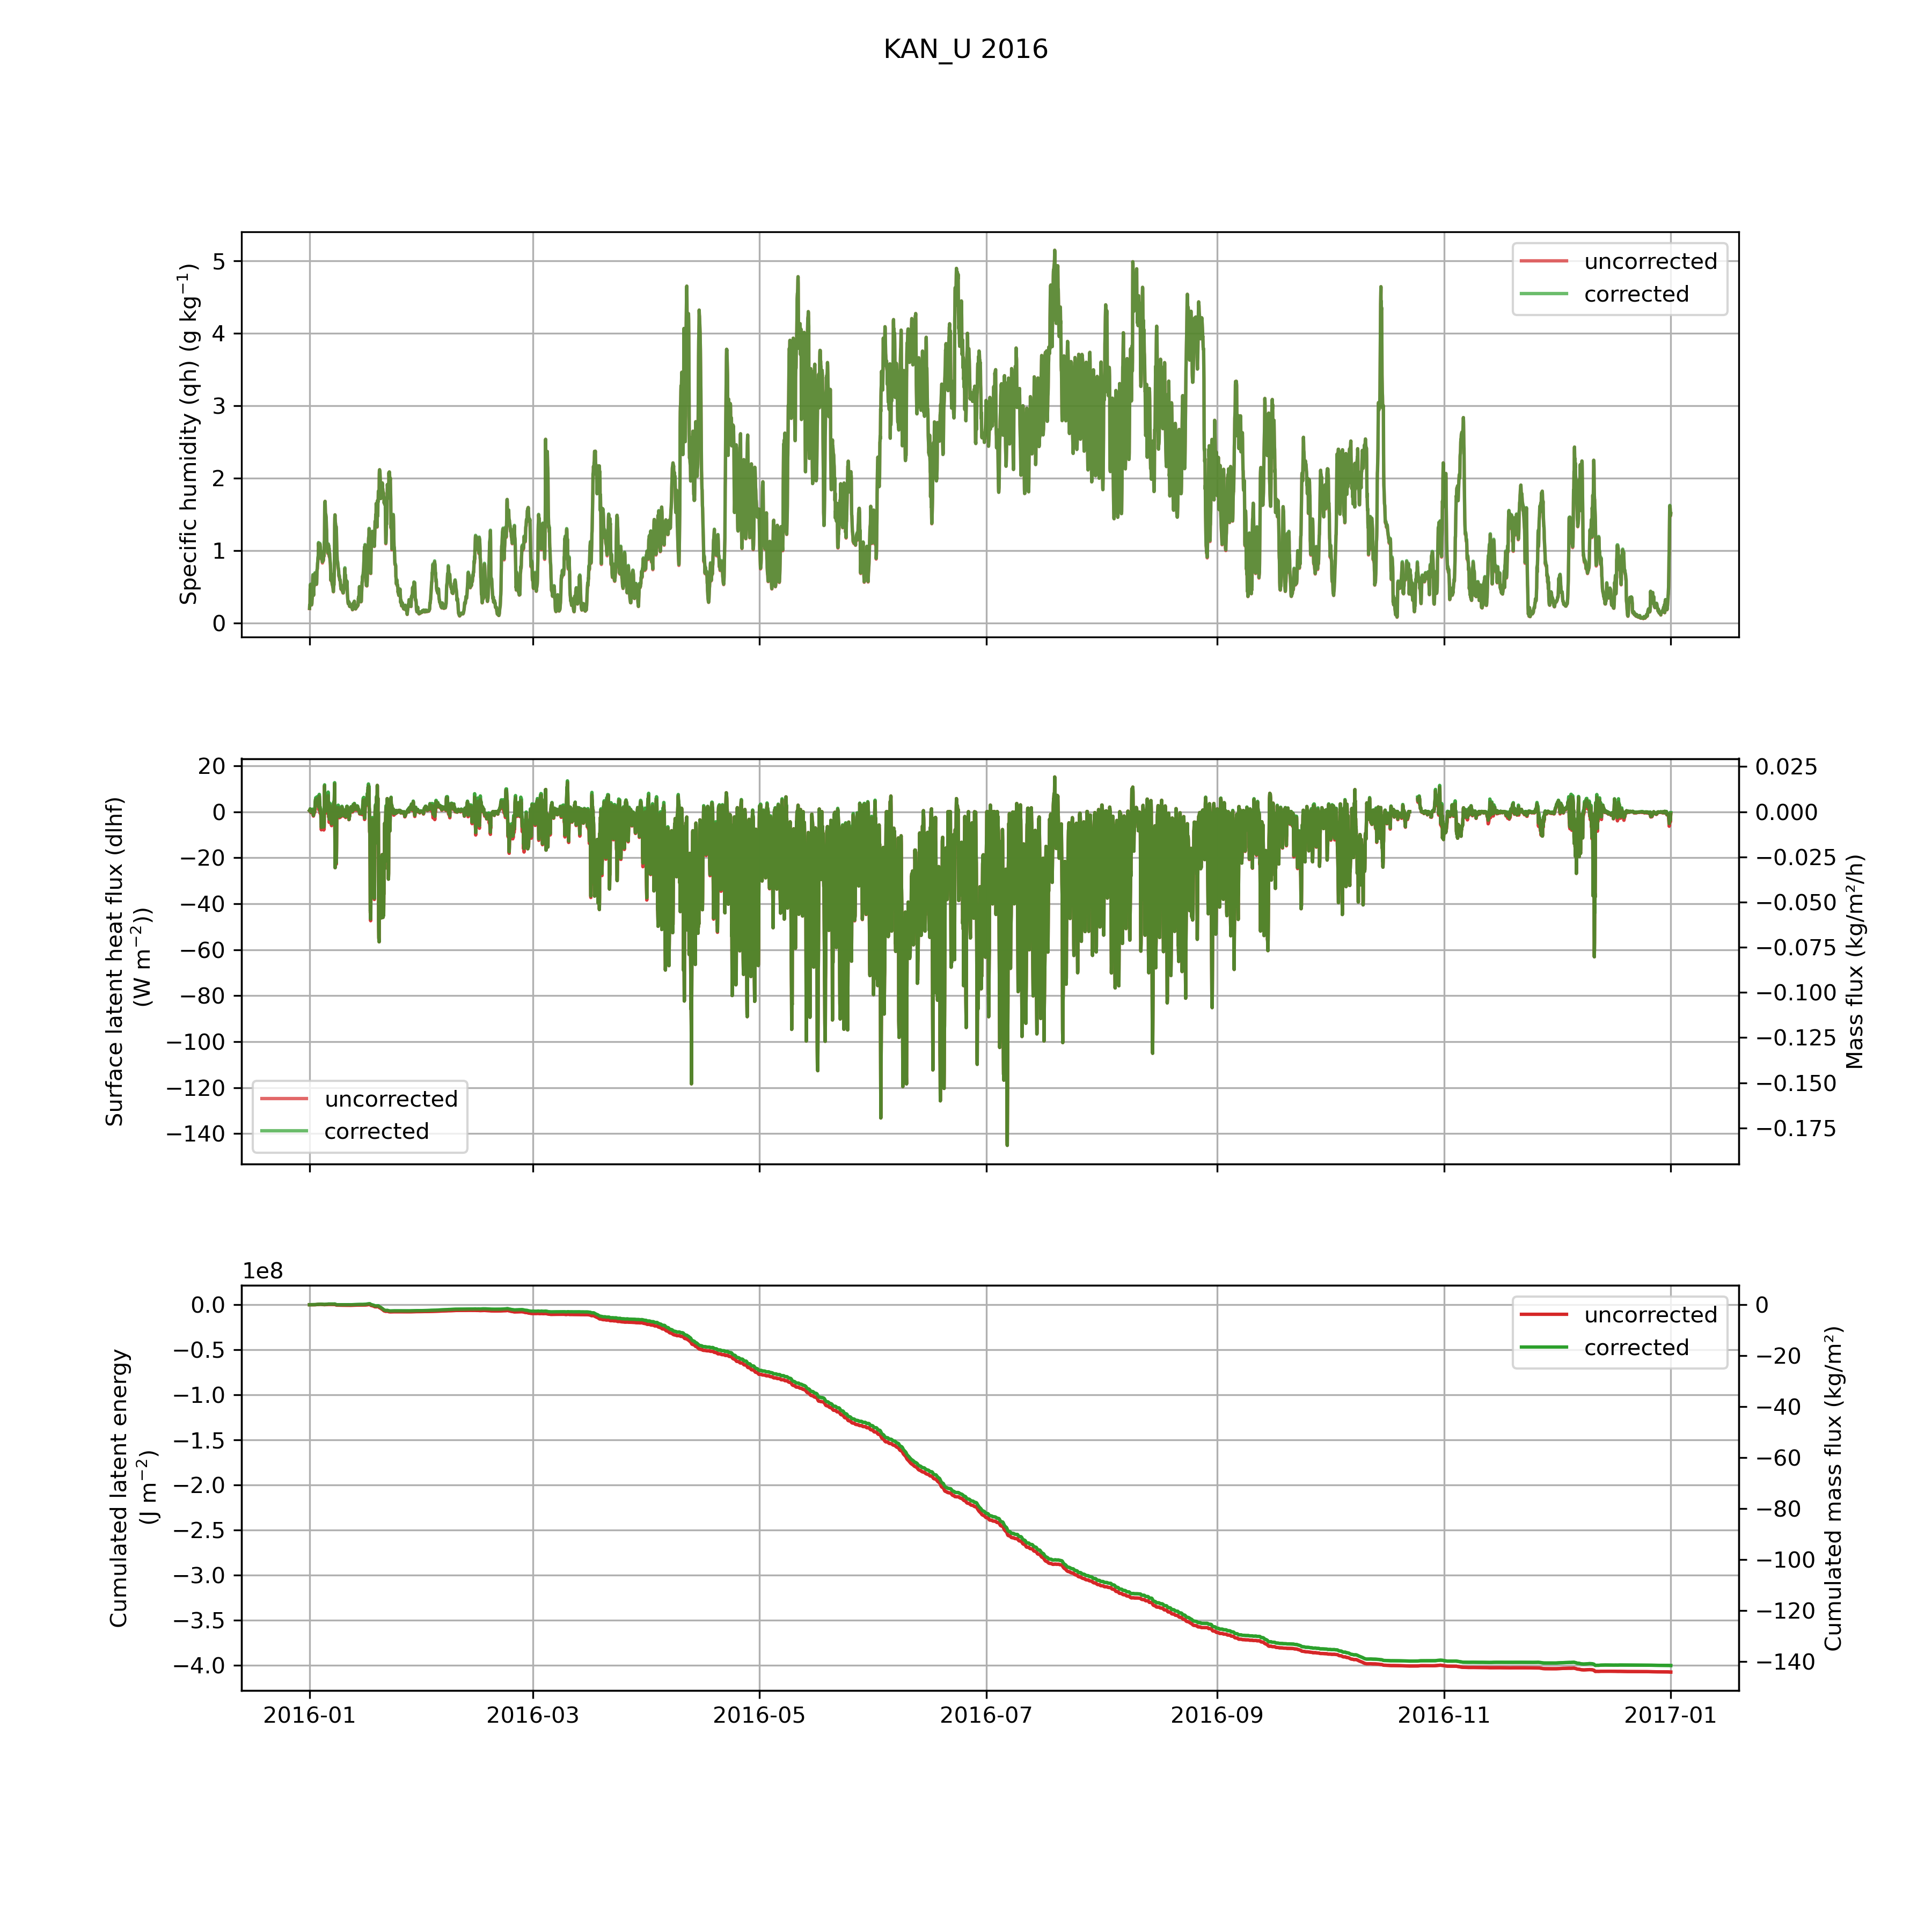 KAN_U 2016
Specific humidity (qh) (g kg⁻¹)
5
4
3
2
1
0
uncorrected
corrected
Surface latent heat flux (dlhf)
(W m⁻²))
20
0
−20
−40
−60
−80
−100
−120
−140
uncorrected
corrected
0.025
0.000
−0.025
−0.050
−0.075
−0.100
−0.125
−0.150
−0.175
Mass flux (kg/m²/h)
1e8
Cumulated latent energy
(J m⁻²)
0.0
−0.5
−1.0
−1.5
−2.0
−2.5
−3.0
−3.5
−4.0
uncorrected
corrected
0
−20
−40
−60
−80
−100
−120
−140
Cumulated mass flux (kg/m²)
2016-01 2016-03 2016-05 2016-07 2016-09 2016-11 2017-01